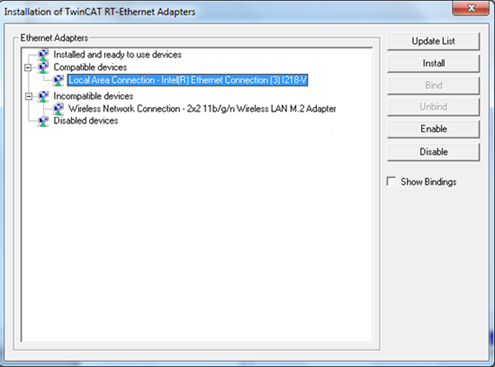 Installation of TwinCAT RT-Ethernet Adapters
Ethernet Adapters
Installed and ready to use devices
Compatible devices
Local Area Connection - Intel(R) Ethernet Connection (3) I218-V
Incompatible devices
Wireless Network Connection - 2x2 11b/g/n Wireless LAN M.2 Adapter
Disabled devices
Update List
Install
Bind
Unbind
Enable
Disable
Show Bindings